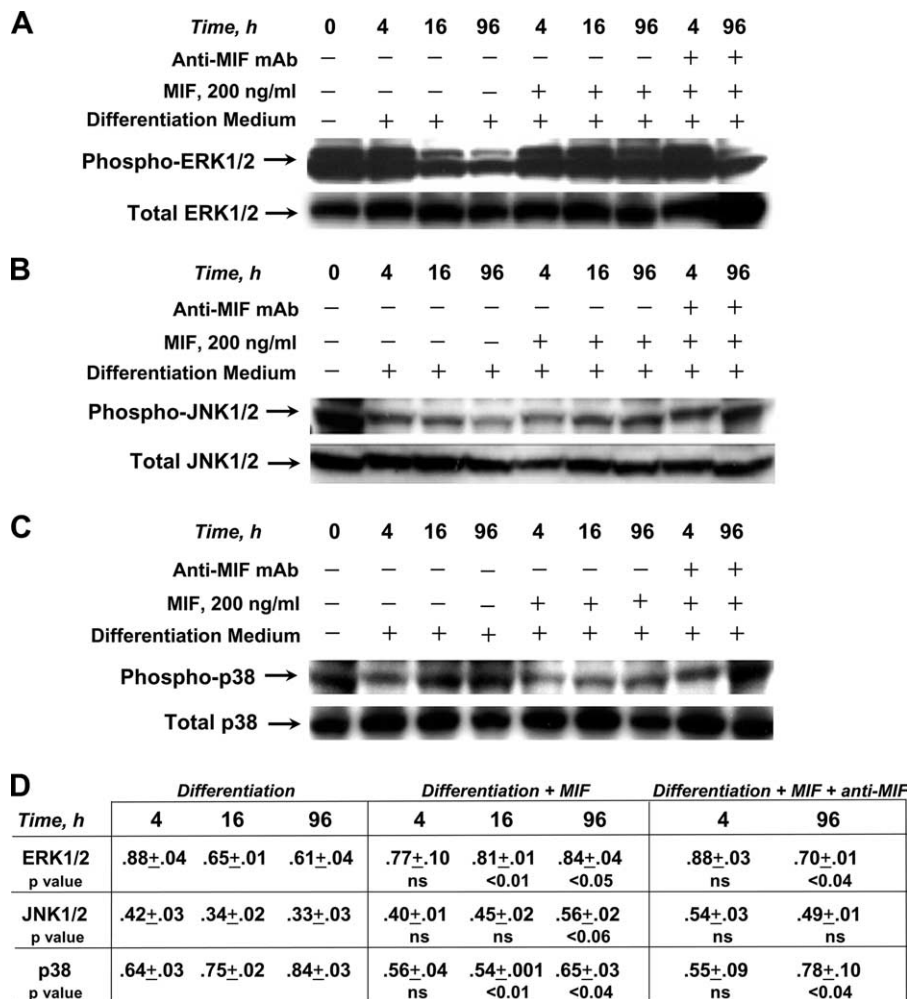 A
Time, h 0 4 16 96 4 16 96 4 96
Anti-MIF mAb – – – – – – – + +
MIF, 200 ng/ml – – – – + + + + +
Differentiation Medium – + + + + + + + +
Phospho-ERK1/2 →
Total ERK1/2 →
B
Time, h 0 4 16 96 4 16 96 4 96
Anti-MIF mAb – – – – – – – + +
MIF, 200 ng/ml – – – – + + + + +
Differentiation Medium – + + + + + + + +
Phospho-JNK1/2 →
Total JNK1/2 →
C
Time, h 0 4 16 96 4 16 96 4 96
Anti-MIF mAb – – – – – – – + +
MIF, 200 ng/ml – – – – + + + + +
Differentiation Medium – + + + + + + + +
Phospho-p38 →
Total p38 →
D
Differentiation Differentiation + MIF Differentiation + MIF + anti-MIF
Time, h 4 16 96 4 16 96 4 96
ERK1/2 .88±.04 .65±.01 .61±.04 .77±.10 .81±.01 .84±.04 .88±.03 .70±.01
p value ns <0.01 <0.05 ns <0.04
JNK1/2 .42±.03 .34±.02 .33±.03 .40±.01 .45±.02 .56±.02 .54±.03 .49±.01
p value ns ns <0.06 ns ns
p38 .64±.03 .75±.02 .84±.03 .56±.04 .54±.001 .65±.03 .55±.09 .78±.10
p value ns <0.01 <0.04 ns <0.04